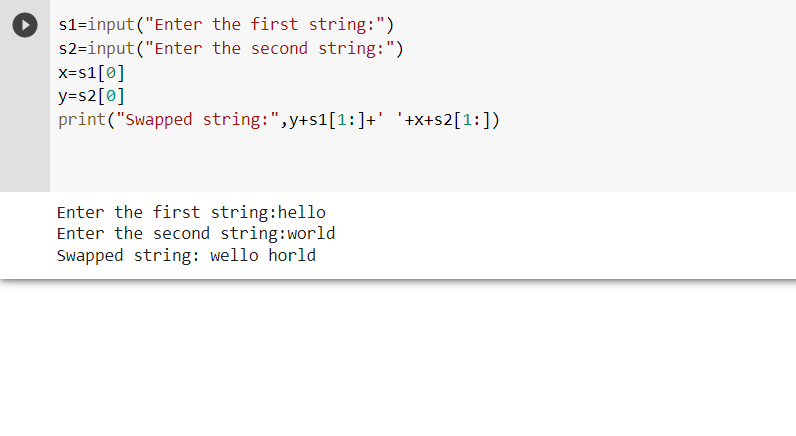 s1=input("Enter the first string:")
s2=input("Enter the second string:")
x=s1[0]
y=s2[0]
print("Swapped string:",y+s1[1:]+' '+x+s2[1:])
Enter the first string:hello
Enter the second string:world
Swapped string: wello horld